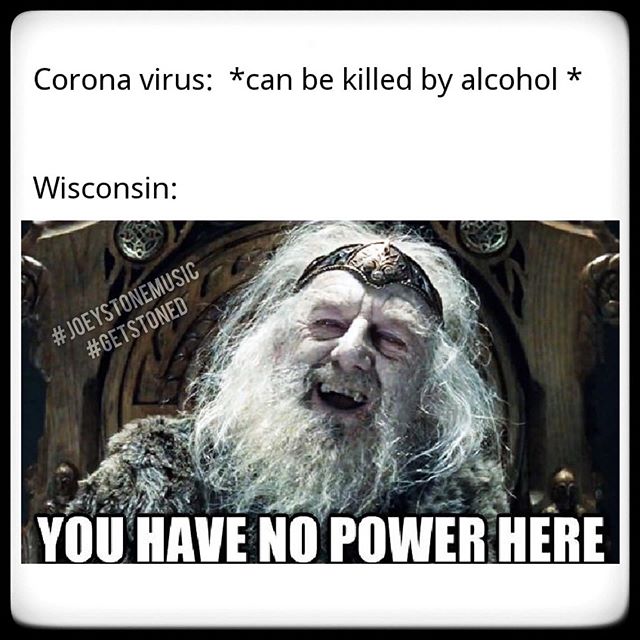 Corona virus:  *can be killed by alcohol *
Wisconsin:
#JOEYSTONEMUSIC
#GETSTONED
YOU HAVE NO POWER HERE